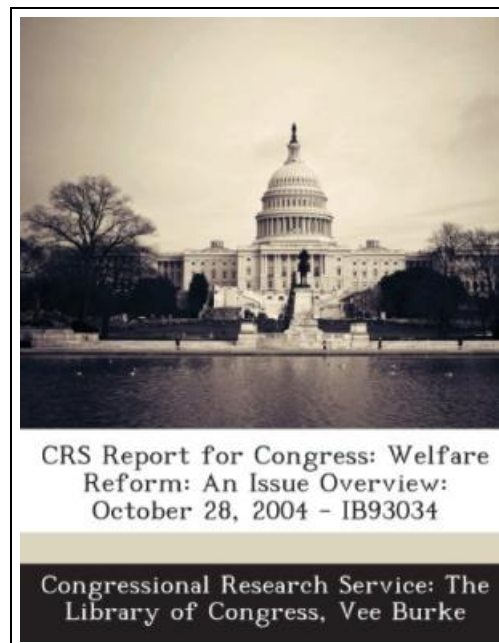 CRS Report for Congress: Welfare
Reform: An Issue Overview:
October 28, 2004 - IB93034
Congressional Research Service: The
Library of Congress, Vee Burke